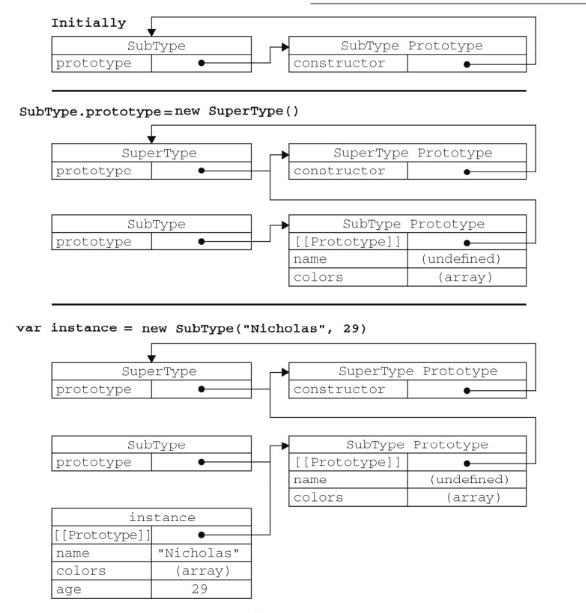 Initially
SubType
prototype
SubType Prototype
constructor
SubType.prototype = new SuperType()
SuperType
prototype
SuperType Prototype
constructor
SubType
prototype
SubType Prototype
[[Prototype]]
name (undefined)
colors (array)
var instance = new SubType("Nicholas", 29)
SuperType
prototype
SuperType Prototype
constructor
SubType
prototype
SubType Prototype
[[Prototype]]
name (undefined)
colors (array)
instance
[[Prototype]]
name "Nicholas"
colors (array)
age 29